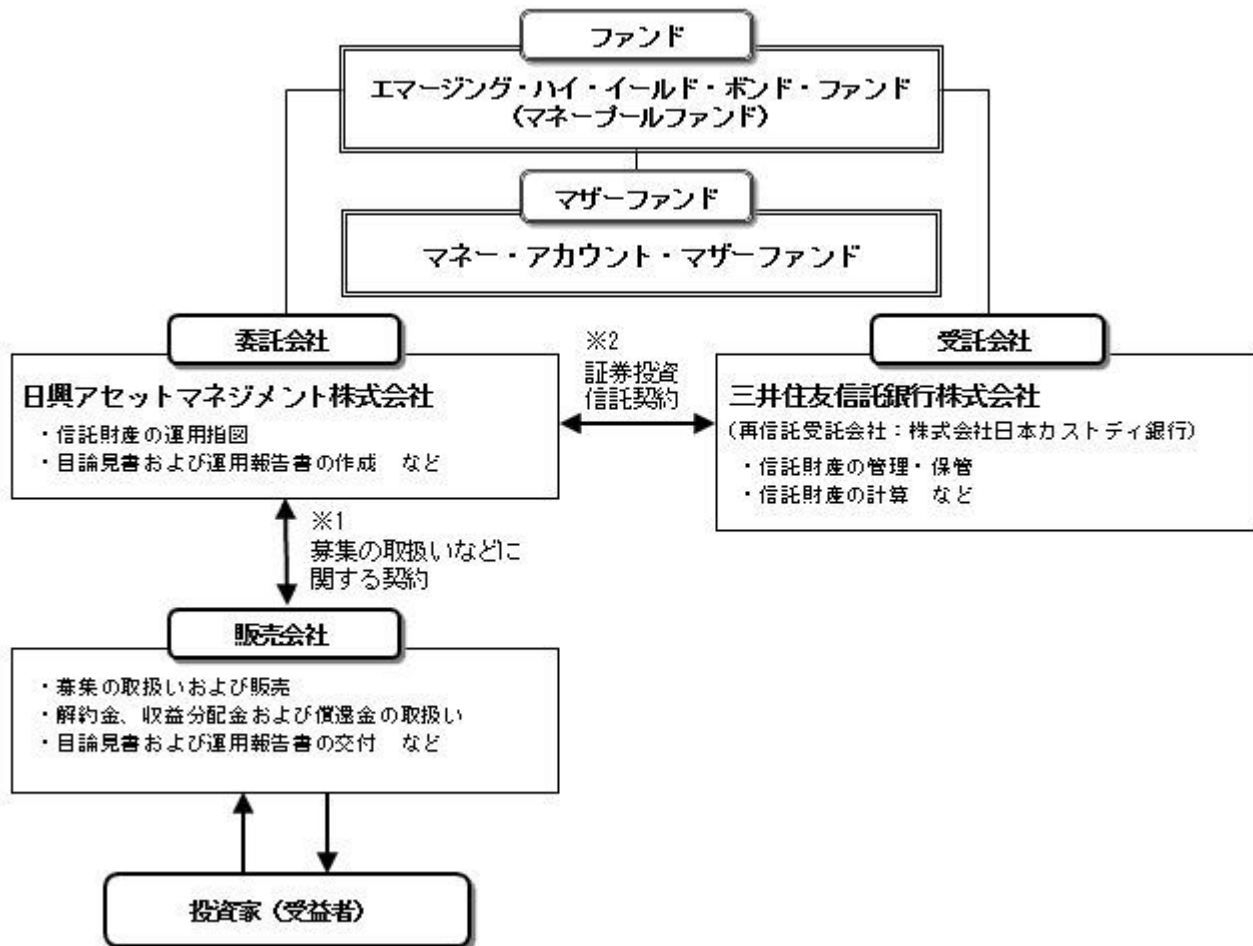 ファンド
エマージング・ハイ・イールド・ボンド・ファンド
(マネープールファンド)
マザーファンド
マネー・アカウント・マザーファンド
委託会社
日興アセットマネジメント株式会社
・信託財産の運用指図
・目論見書および運用報告書の作成 など
※2
証券投資
信託契約
受託会社
三井住友信託銀行株式会社
(再信託受託会社:株式会社日本カストディ銀行)
・信託財産の管理・保管
・信託財産の計算 など
※1
募集の取扱いなどに
関する契約
販売会社
・募集の取扱いおよび販売
・解約金、収益分配金および償還金の取扱い
・目論見書および運用報告書の交付 など
投資家(受益者)